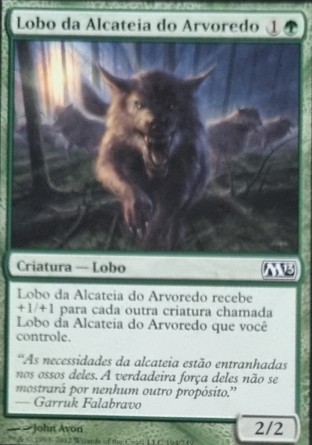 Lobo da Alcateia do Arvoredo 1
Criatura — Lobo
M13
Lobo da Alcateia do Arvoredo recebe
+1/+1 para cada outra criatura chamada
Lobo da Alcateia do Arvoredo que você
controle.
“As necessidades da alcateia estão entranhadas
nos ossos deles. A verdadeira força deles não se
mostrará por nenhum outro propósito.”
— Garruk Falabravo
John Avon
2/2